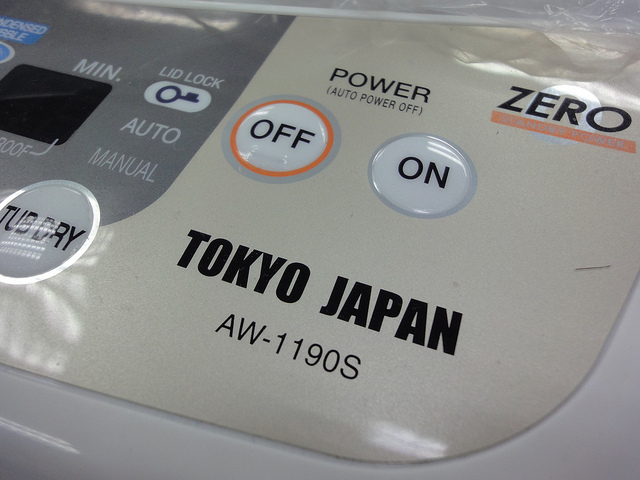 MIN.
LID LOCK
AUTO
MANUAL
TUB DRY
POWER
(AUTO POWER OFF)
OFF
ON
ZERO
TOKYO JAPAN
AW-1190S